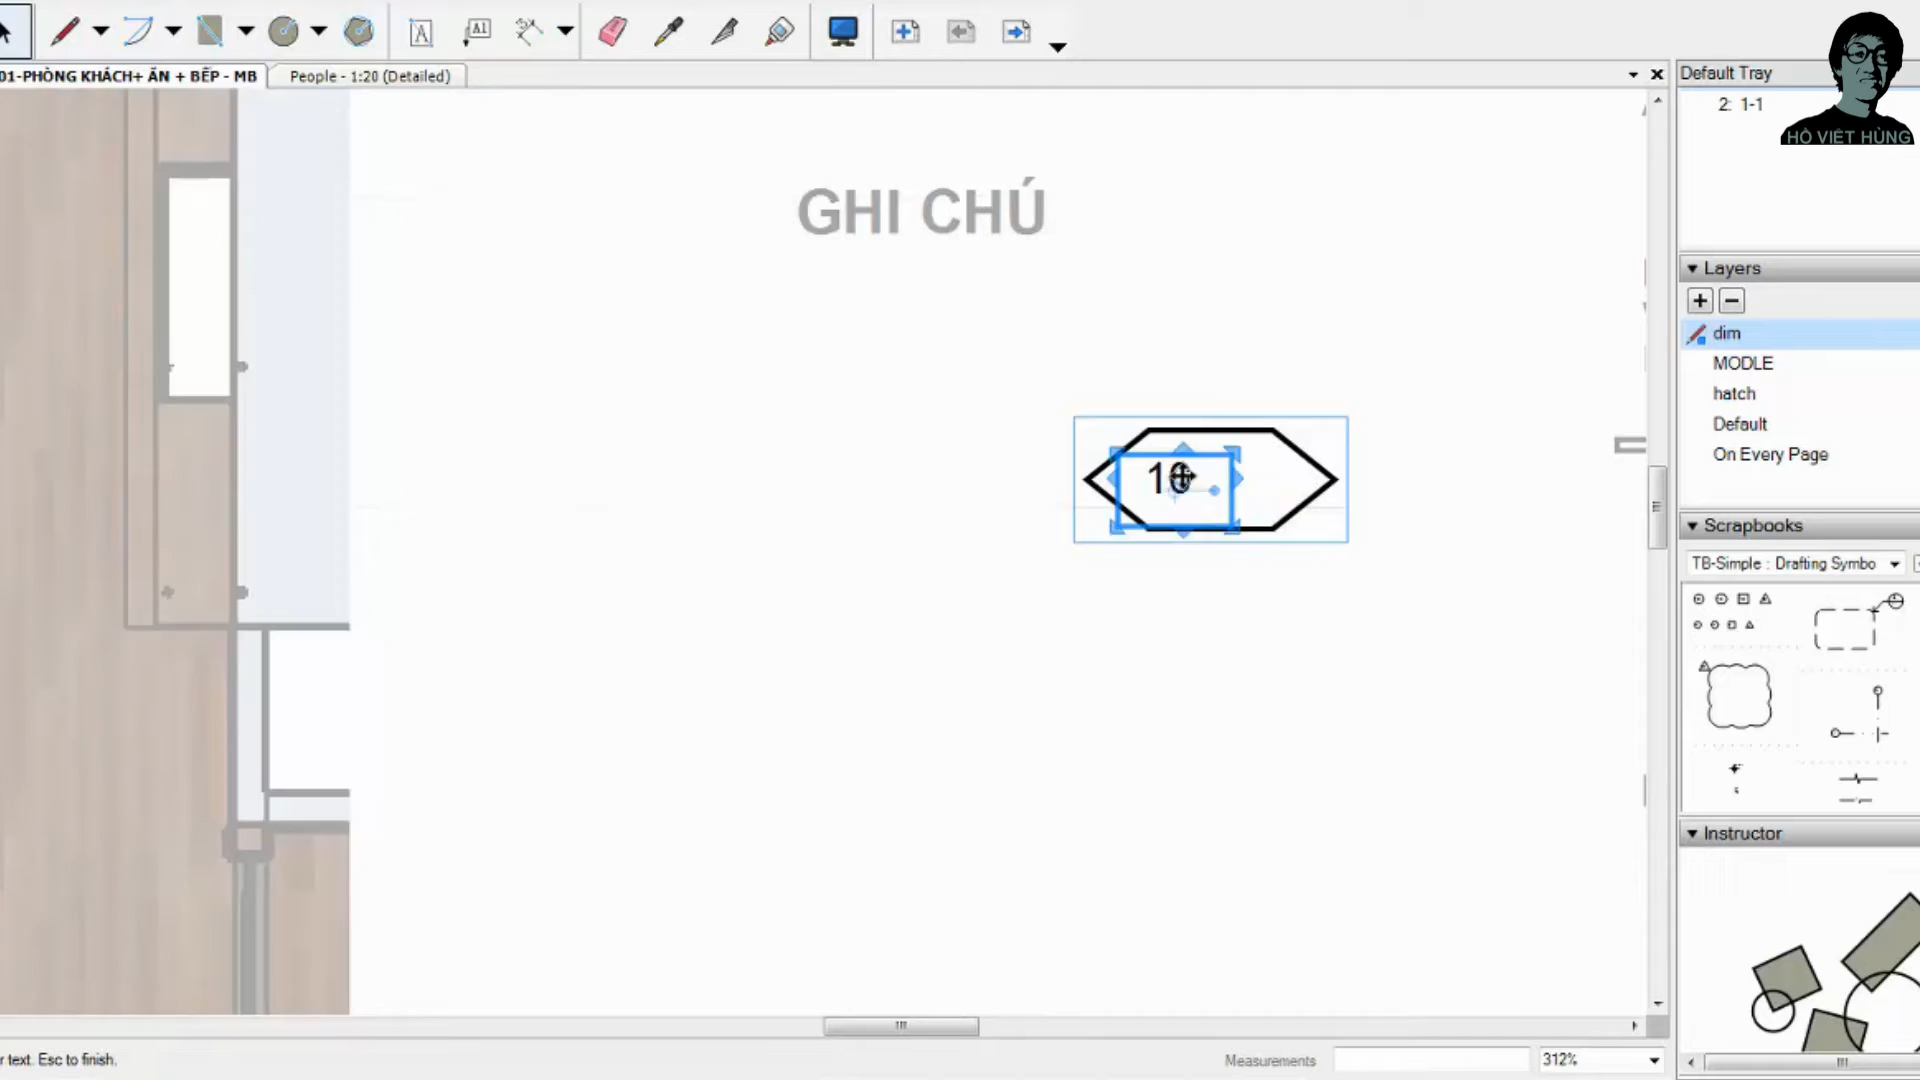 A1
01-PHÒNG KHÁCH+ ĂN + BẾP - MB
People - 1:20 (Detailed)
Default Tray
2: 1-1
HỒ VIẾT HÙNG
GHI CHÚ
Layers
dim
MODLE
hatch
Default
On Every Page
10
Scrapbooks
TB-Simple : Drafting Symbo
Instructor
text. Esc to finish.
Measurements
312%